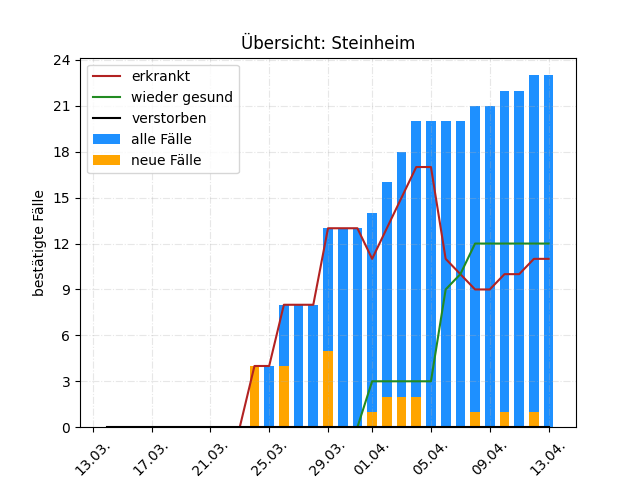 Übersicht: Steinheim
erkrankt
wieder gesund
verstorben
alle Fälle
neue Fälle
bestätigte Fälle
24
21
18
15
12
9
6
3
0
13.03.
17.03.
21.03.
25.03.
29.03.
01.04.
05.04.
09.04.
13.04.